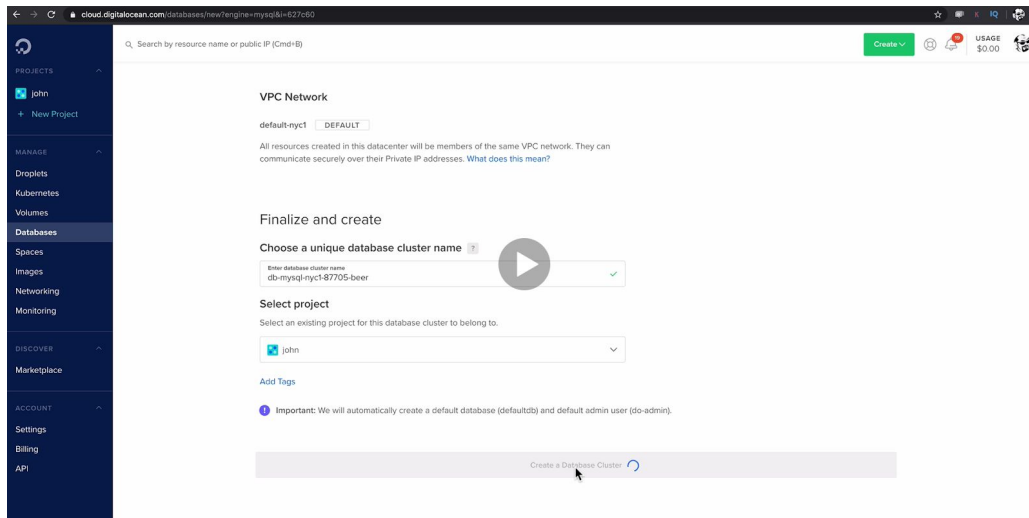 cloud.digitalocean.com/databases/new?engine=mysql&i=627c60
K IQ
Search by resource name or public IP (Cmd+B)
Create
19
USAGE
$0.00
PROJECTS
john
+ New Project
MANAGE
Droplets
Kubernetes
Volumes
Databases
Spaces
Images
Networking
Monitoring
DISCOVER
Marketplace
ACCOUNT
Settings
Billing
API
VPC Network
default-nyc1 DEFAULT
All resources created in this datacenter will be members of the same VPC network. They can
communicate securely over their Private IP addresses. What does this mean?
Finalize and create
Choose a unique database cluster name ?
Enter database cluster name
db-mysql-nyc1-87705-beer
Select project
Select an existing project for this database cluster to belong to.
john
Add Tags
! Important: We will automatically create a default database (defaultdb) and default admin user (do-admin).
Create a Database Cluster